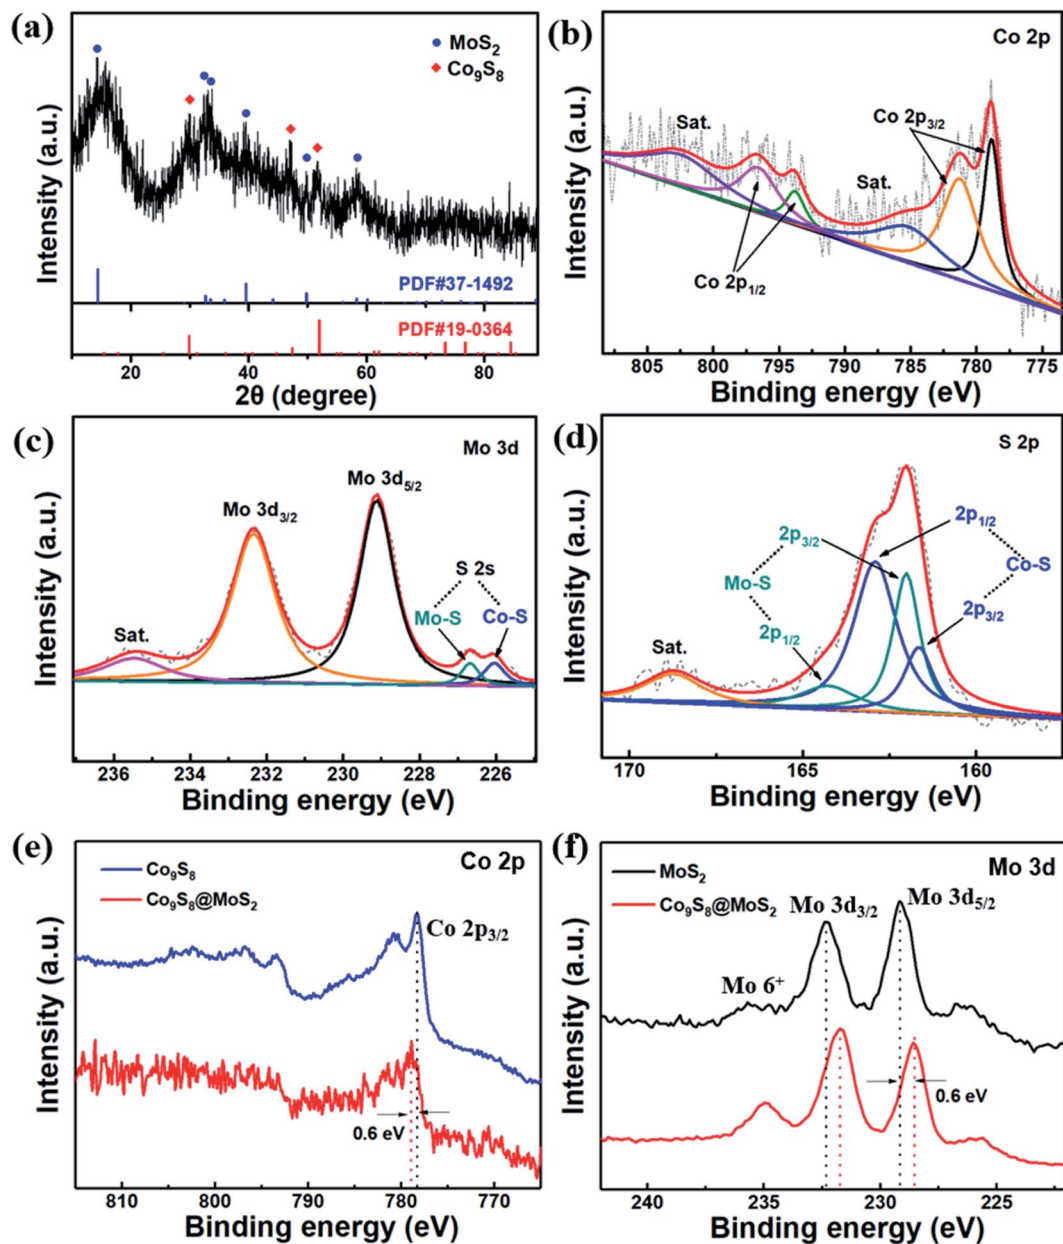 (a)
MoS2
Co9S8
PDF#37-1492
PDF#19-0364
Intensity (a.u.)
20 40 60 80
2θ (degree)
(b)
Co 2p
Sat.
Co 2p3/2
Sat.
Co 2p1/2
Intensity (a.u.)
805 800 795 790 785 780 775
Binding energy (eV)
(c)
Mo 3d
Mo 3d5/2
Mo 3d3/2
S 2s
Mo-S Co-S
Sat.
Intensity (a.u.)
236 234 232 230 228 226
Binding energy (eV)
(d)
S 2p
2p1/2
2p3/2
Co-S
Mo-S
2p3/2
2p1/2
Sat.
Intensity (a.u.)
170 165 160
Binding energy (eV)
(e)
Co 2p
Co9S8
Co9S8@MoS2
Co 2p3/2
0.6 eV
Intensity (a.u.)
810 800 790 780 770
Binding energy (eV)
(f)
Mo 3d
MoS2
Co9S8@MoS2
Mo 3d3/2
Mo 3d5/2
Mo 6+
0.6 eV
Intensity (a.u.)
240 235 230 225
Binding energy (eV)